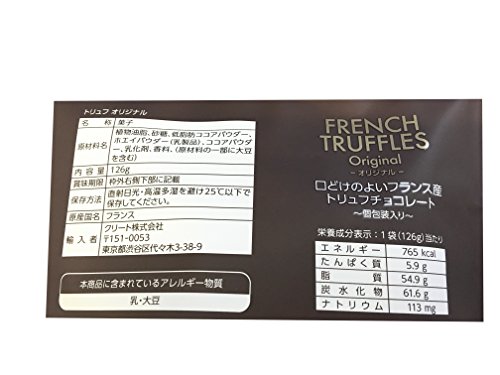 トリュフ オリジナル
名 称 菓子
原材料名 植物油脂、砂糖、低脂肪ココアパウダー、
ホエイパウダー(乳製品)、ココアパウダ
ー、乳化剤、香料、(原材料の一部に大豆
を含む)
内 容 量 126g
賞味期限 枠外右側下部に記載
保存方法 直射日光・高温多湿を避け25℃以下で
保存してください。
原産国名 フランス
輸 入 者 クリート株式会社
〒151-0053
東京都渋谷区代々木3-38-9
本商品に含まれているアレルギー物質
乳・大豆
FRENCH
TRUFFLES
Original
-オリジナル-
口どけのよいフランス産
トリュフチョコレート
〜個包装入り〜
栄養成分表示:1袋(126g)当たり
エネルギー 765 kcal
たんぱく質 5.9 g
脂 質 54.9 g
炭水化物 61.6 g
ナトリウム 113 mg